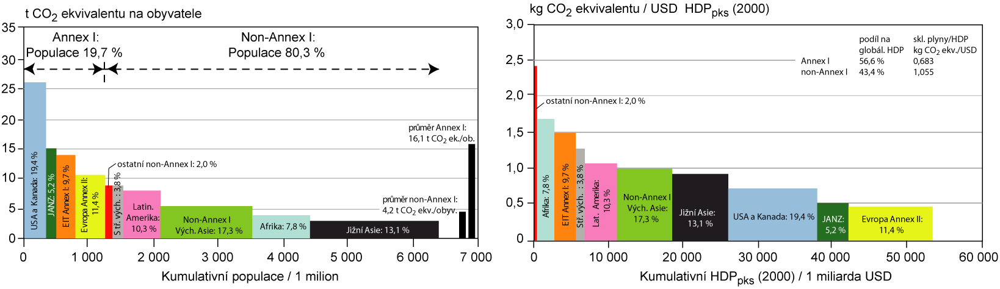 t CO2 ekvivalentu na obyvatele
35
30
25
20
15
10
5
0
Annex I:
Populace 19,7 %
Non-Annex I:
Populace 80,3 %
USA a Kanada: 19,4 %
JANZ: 5,2 %
EIT Annex I: 9,7 %
Evropa Annex II:
11,4 %
ostatní non-Annex I: 2,0 %
Stř. vých. : 3,8 %
Latin.
Amerika:
10,3 %
Non-Annex I
Vých. Asie: 17,3 %
Afrika: 7,8 %
Jižní Asie: 13,1 %
průměr Annex I:
16,1 t CO2 ek./ob.
průměr non-Annex I:
4,2 t CO2 ekv./obyv.
0
1 000
2 000
3 000
4 000
5 000
6 000
7 000
Kumulativní populace / 1 milion
kg CO2 ekvivalentu / USD HDPpks (2000)
3,0
2,5
2,0
1,5
1,0
0,5
0
podíl na
globál. HDP
skl. plyny/HDP
kg CO2 ekv./USD
Annex I 56,6 % 0,683
non-Annex I 43,4 % 1,055
ostatní non-Annex I: 2,0 %
Afrika: 7,8 %
EIT Annex I: 9,7 %
Stř. vých. : 3,8 %
Lat. Amerika:
10,3 %
Non-Annex I
Vých. Asie:
17,3 %
Jižní Asie:
13,1 %
USA a Kanada: 19,4 %
JANZ:
5,2 %
Evropa Annex II:
11,4 %
0
10 000
20 000
30 000
40 000
50 000
60 000
Kumulativní HDPpks (2000) / 1 miliarda USD